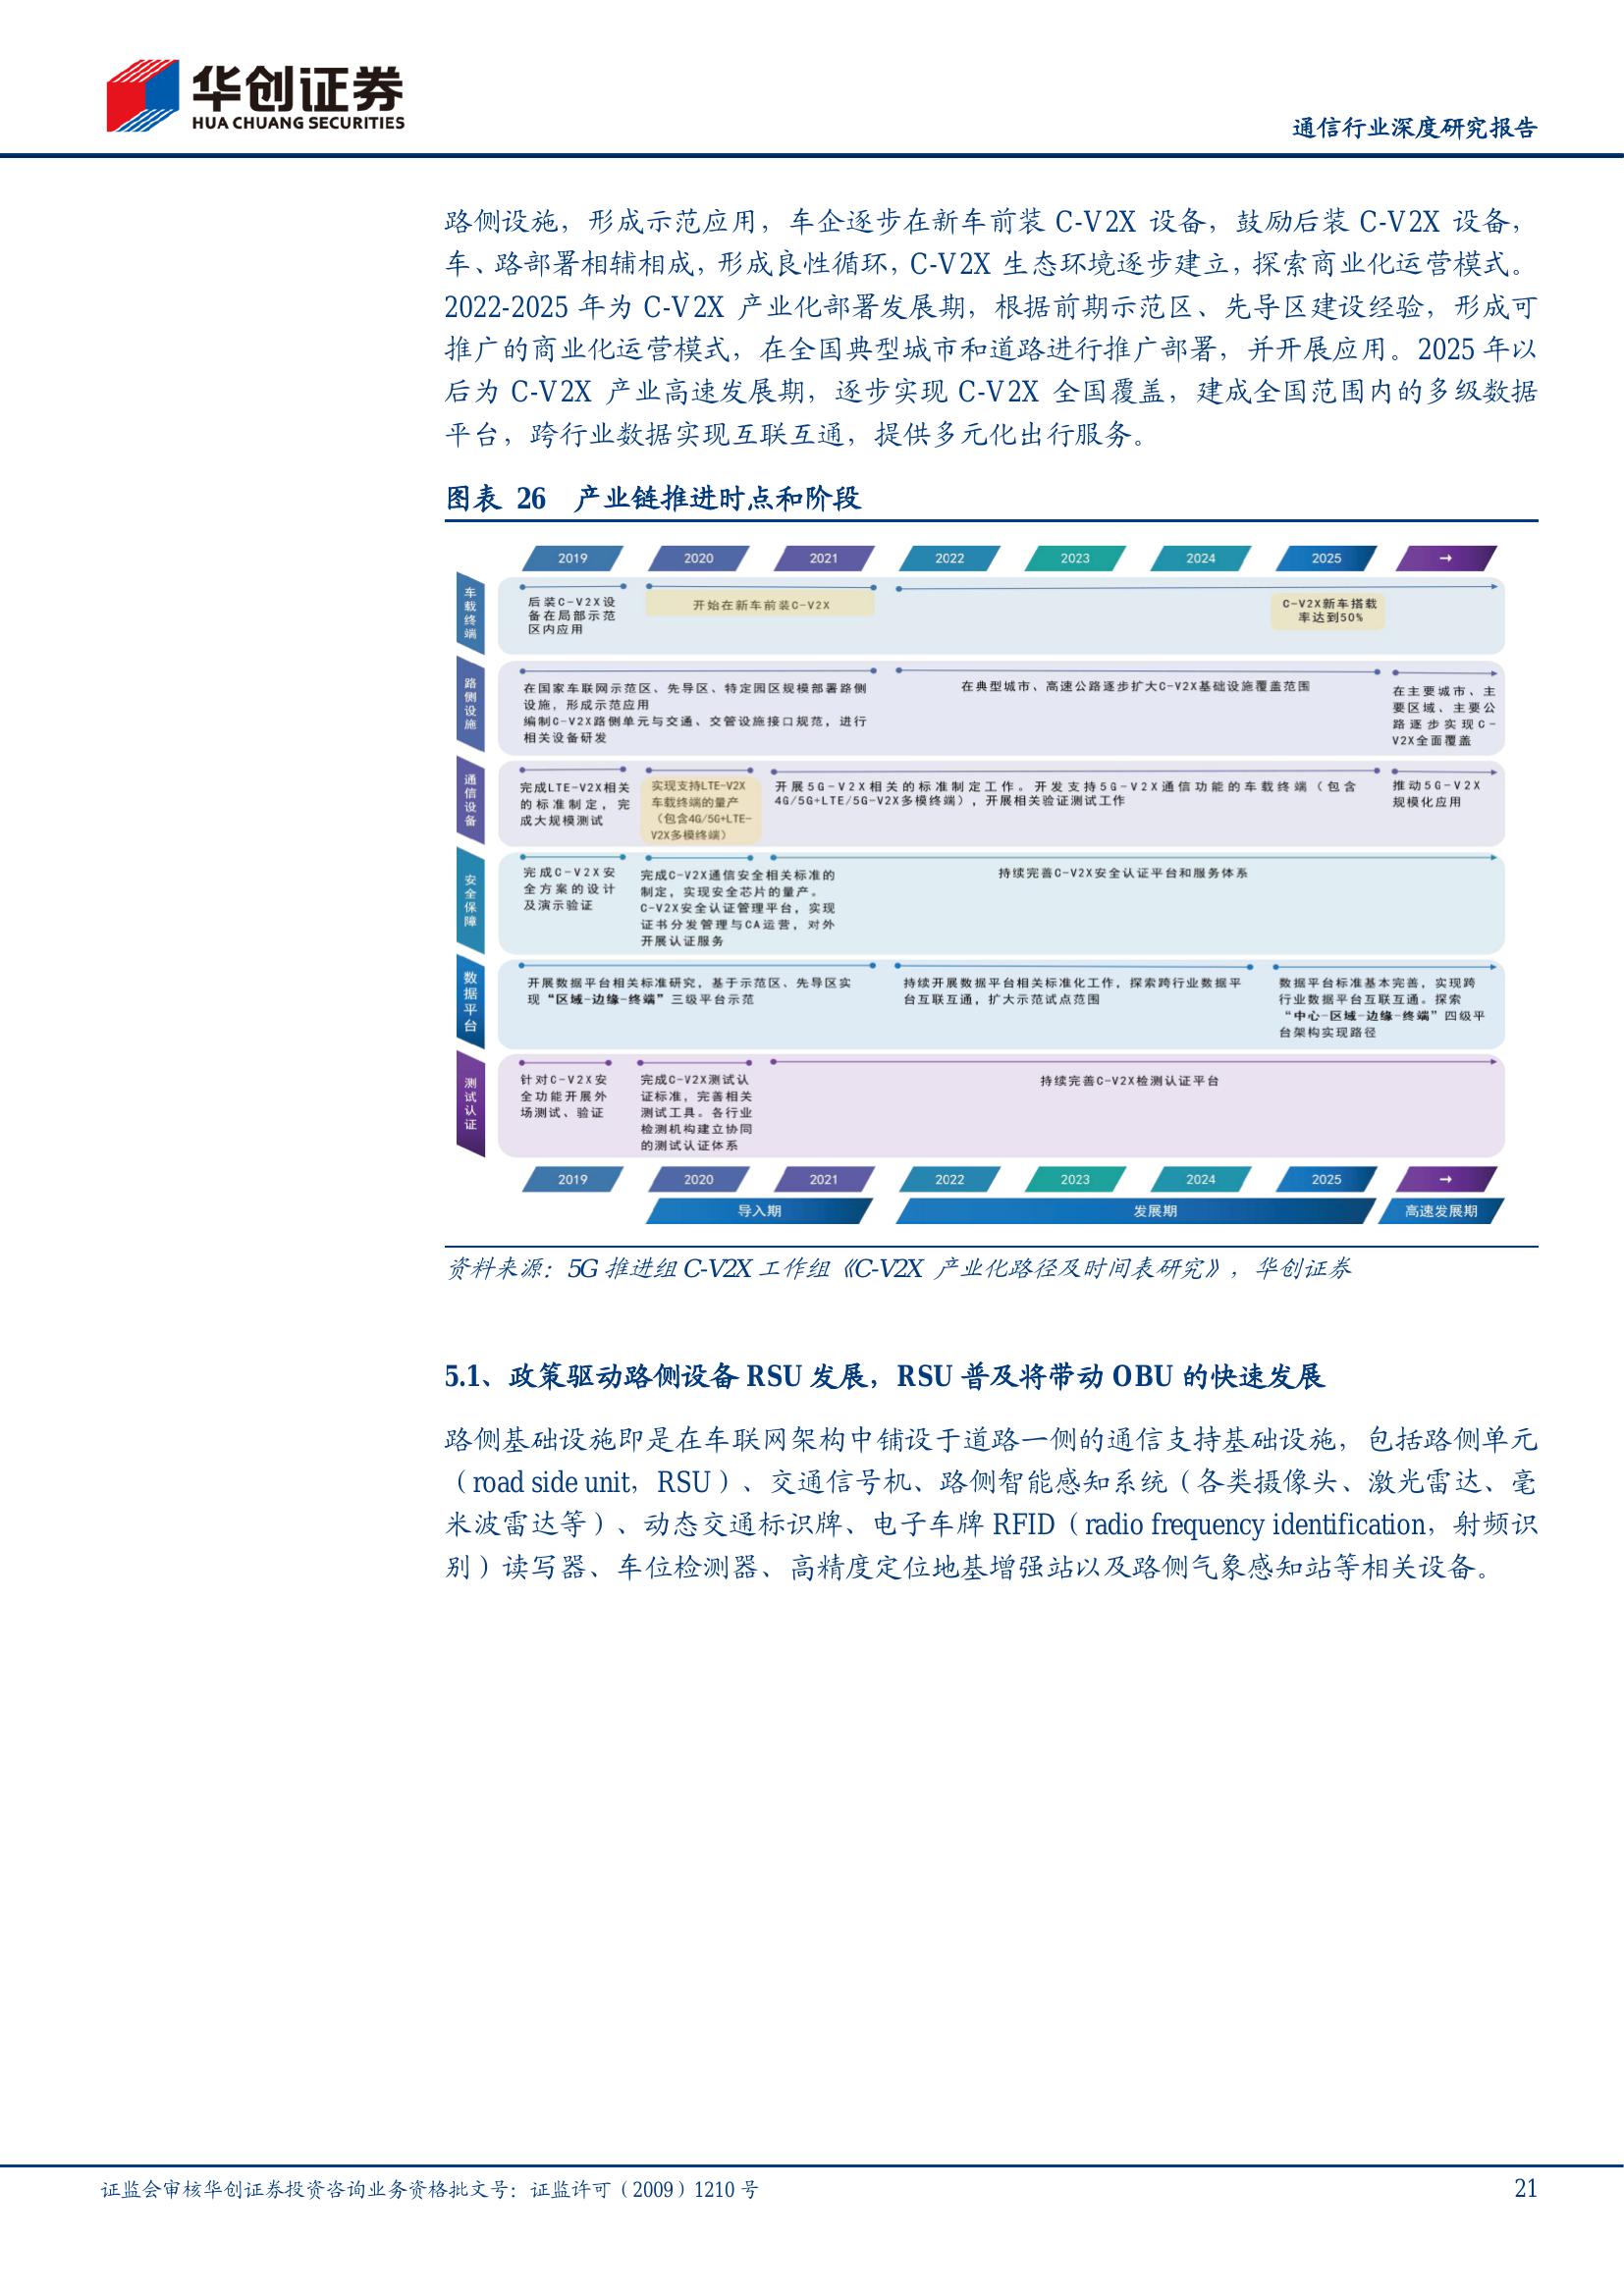 华创证券
HUA CHUANG SECURITIES
通信行业深度研究报告
路侧设施，形成示范应用，车企逐步在新车前装 C-V2X 设备，鼓励后装 C-V2X 设备，
车、路部署相辅相成，形成良性循环，C-V2X 生态环境逐步建立，探索商业化运营模式。
2022-2025 年为 C-V2X 产业化部署发展期，根据前期示范区、先导区建设经验，形成可
推广的商业化运营模式，在全国典型城市和道路进行推广部署，并开展应用。2025 年以
后为 C-V2X 产业高速发展期，逐步实现 C-V2X 全国覆盖，建成全国范围内的多级数据
平台，跨行业数据实现互联互通，提供多元化出行服务。
图表 26 产业链推进时点和阶段
2019 2020 2021 2022 2023 2024 2025 →
车载终端
后装C-V2X设
备在局部示范
区内应用
开始在新车前装C-V2X
C-V2X新车搭载
率达到50%
路侧设施
在国家车联网示范区、先导区、特定园区规模部署路侧
设施，形成示范应用
编制C-V2X路侧单元与交通、交管设施接口规范，进行
相关设备研发
在典型城市、高速公路逐步扩大C-V2X基础设施覆盖范围
在主要城市、主
要区域、主要公
路逐步实现C-
V2X全面覆盖
通信设备
完成LTE-V2X相关
的标准制定，完
成大规模测试
实现支持LTE-V2X
车载终端的量产
（包含4G/5G+LTE-
V2X多模终端）
开展5G-V2X相关的标准制定工作。开发支持5G-V2X通信功能的车载终端（包含
4G/5G+LTE/5G-V2X多模终端），开展相关验证测试工作
推动5G-V2X
规模化应用
安全保障
完成C-V2X安
全方案的设计
及演示验证
完成C-V2X通信安全相关标准的
制定，实现安全芯片的量产。
C-V2X安全认证管理平台，实现
证书分发管理与CA运营，对外
开展认证服务
持续完善C-V2X安全认证平台和服务体系
数据平台
开展数据平台相关标准研究，基于示范区、先导区实
现“区域-边缘-终端”三级平台示范
持续开展数据平台相关标准化工作，探索跨行业数据平
台互联互通，扩大示范试点范围
数据平台标准基本完善，实现跨
行业数据平台互联互通。探索
“中心-区域-边缘-终端”四级平
台架构实现路径
测试认证
针对C-V2X安
全功能开展外
场测试、验证
完成C-V2X测试认
证标准，完善相关
测试工具。各行业
检测机构建立协同
的测试认证体系
持续完善C-V2X检测认证平台
2019 2020 2021 2022 2023 2024 2025 →
导入期 发展期 高速发展期
资料来源：5G 推进组 C-V2X 工作组《C-V2X 产业化路径及时间表研究》，华创证券
5.1、政策驱动路侧设备 RSU 发展，RSU 普及将带动 OBU 的快速发展
路侧基础设施即是在车联网架构中铺设于道路一侧的通信支持基础设施，包括路侧单元
（road side unit，RSU）、交通信号机、路侧智能感知系统（各类摄像头、激光雷达、毫
米波雷达等）、动态交通标识牌、电子车牌 RFID（radio frequency identification，射频识
别）读写器、车位检测器、高精度定位地基增强站以及路侧气象感知站等相关设备。
证监会审核华创证券投资咨询业务资格批文号：证监许可（2009）1210 号
21